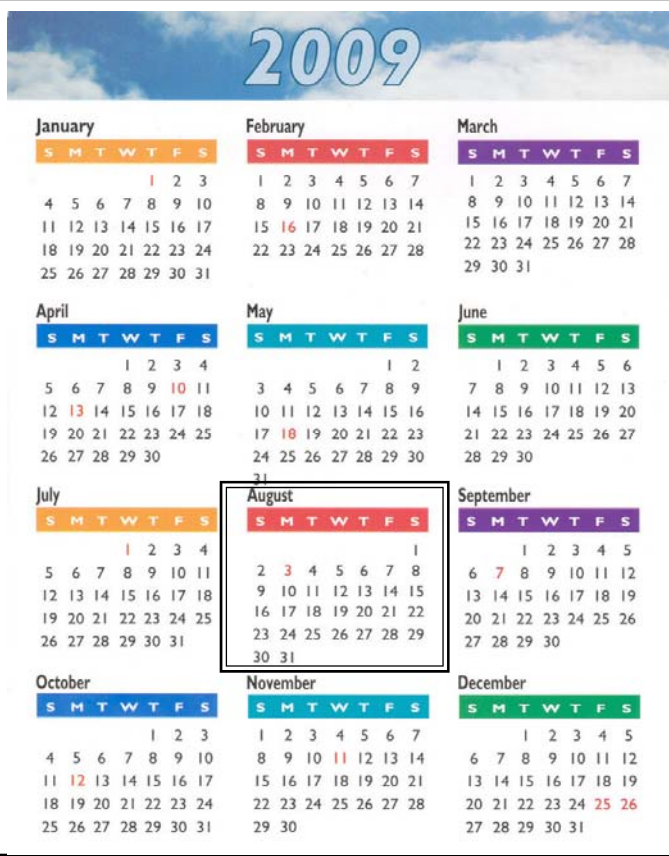 2009
January February March
S M T W T F S S M T W T F S S M T W T F S
1 2 3 1 2 3 4 5 6 7 1 2 3 4 5 6 7
4 5 6 7 8 9 10 8 9 10 11 12 13 14 8 9 10 11 12 13 14
11 12 13 14 15 16 17 15 16 17 18 19 20 21 15 16 17 18 19 20 21
18 19 20 21 22 23 24 22 23 24 25 26 27 28 22 23 24 25 26 27 28
25 26 27 28 29 30 31 29 30 31
April May June
S M T W T F S S M T W T F S S M T W T F S
1 2 3 4 1 2 1 2 3 4 5 6
5 6 7 8 9 10 11 3 4 5 6 7 8 9 7 8 9 10 11 12 13
12 13 14 15 16 17 18 10 11 12 13 14 15 16 14 15 16 17 18 19 20
19 20 21 22 23 24 25 17 18 19 20 21 22 23 21 22 23 24 25 26 27
26 27 28 29 30 24 25 26 27 28 29 30 28 29 30
31
July August September
S M T W T F S S M T W T F S S M T W T F S
1 2 3 4 1 1 2 3 4 5
5 6 7 8 9 10 11 2 3 4 5 6 7 8 6 7 8 9 10 11 12
12 13 14 15 16 17 18 9 10 11 12 13 14 15 13 14 15 16 17 18 19
19 20 21 22 23 24 25 16 17 18 19 20 21 22 20 21 22 23 24 25 26
26 27 28 29 30 31 23 24 25 26 27 28 29 27 28 29 30
30 31
October November December
S M T W T F S S M T W T F S S M T W T F S
1 2 3 1 2 3 4 5 6 7 1 2 3 4 5
4 5 6 7 8 9 10 8 9 10 11 12 13 14 6 7 8 9 10 11 12
11 12 13 14 15 16 17 15 16 17 18 19 20 21 13 14 15 16 17 18 19
18 19 20 21 22 23 24 22 23 24 25 26 27 28 20 21 22 23 24 25 26
25 26 27 28 29 30 31 29 30 27 28 29 30 31